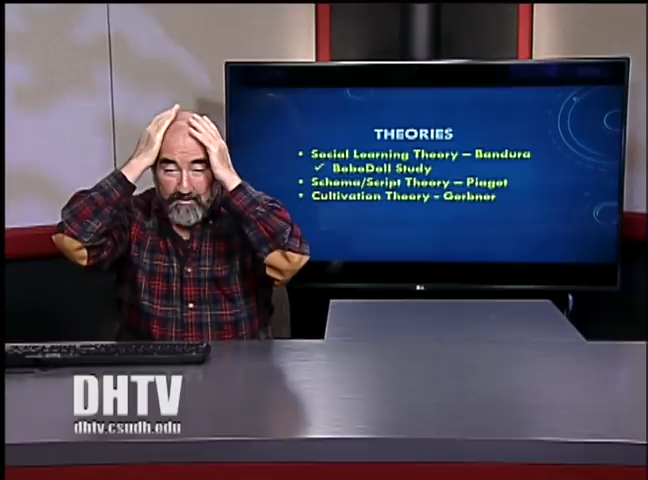 THEORIES
• Social Learning Theory – Bandura
✓ BoboDoll Study
• Schema/Script Theory – Piaget
• Cultivation Theory - Gerbner
DHTV
dhtv.csudh.edu